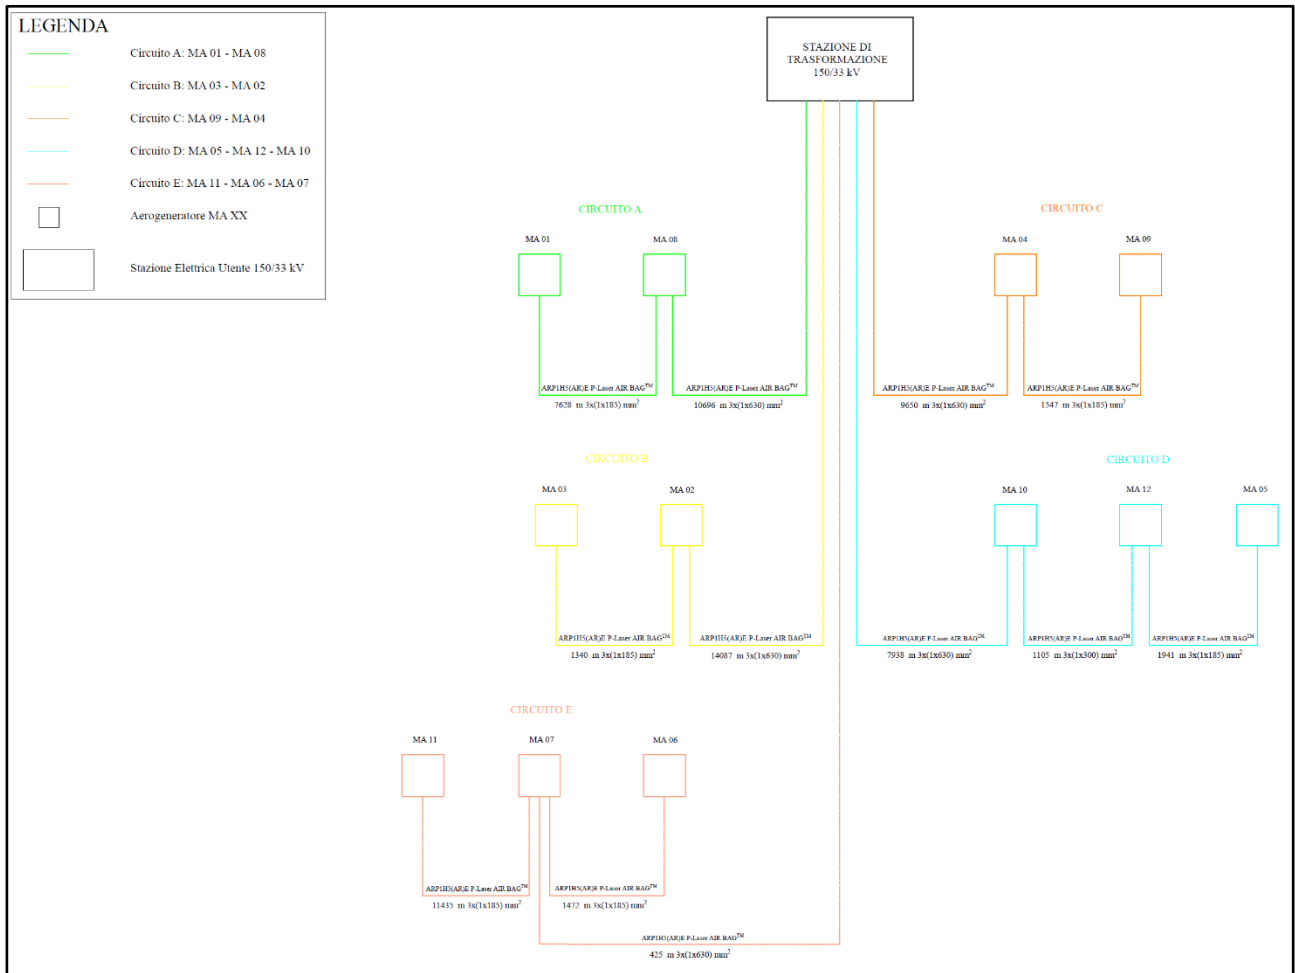 LEGENDA
Circuito A: MA 01 - MA 08
Circuito B: MA 03 - MA 02
Circuito C: MA 09 - MA 04
Circuito D: MA 05 - MA 12 - MA 10
Circuito E: MA 11 - MA 06 - MA 07
Aerogeneratore MA XX
Stazione Elettrica Utente 150/33 kV
STAZIONE DI
TRASFORMAZIONE
150/33 kV
CIRCUITO A
MA 01
MA 08
ARP1H5(AR)E P-Laser AIR BAG™
7628 m 3x(1x185) mm²
ARP1H5(AR)E P-Laser AIR BAG™
10696 m 3x(1x630) mm²
CIRCUITO C
MA 04
MA 09
ARP1H5(AR)E P-Laser AIR BAG™
9650 m 3x(1x630) mm²
ARP1H5(AR)E P-Laser AIR BAG™
1547 m 3x(1x185) mm²
CIRCUITO B
MA 03
MA 02
ARP1H5(AR)E P-Laser AIR BAG™
1340 m 3x(1x185) mm²
ARP1H5(AR)E P-Laser AIR BAG™
14087 m 3x(1x630) mm²
CIRCUITO D
MA 10
MA 12
MA 05
ARP1H5(AR)E P-Laser AIR BAG™
7938 m 3x(1x630) mm²
ARP1H5(AR)E P-Laser AIR BAG™
1105 m 3x(1x300) mm²
ARP1H5(AR)E P-Laser AIR BAG™
1941 m 3x(1x185) mm²
CIRCUITO E
MA 11
MA 07
MA 06
ARP1H5(AR)E P-Laser AIR BAG™
11435 m 3x(1x185) mm²
ARP1H5(AR)E P-Laser AIR BAG™
1472 m 3x(1x185) mm²
ARP1H5(AR)E P-Laser AIR BAG™
425 m 3x(1x630) mm²